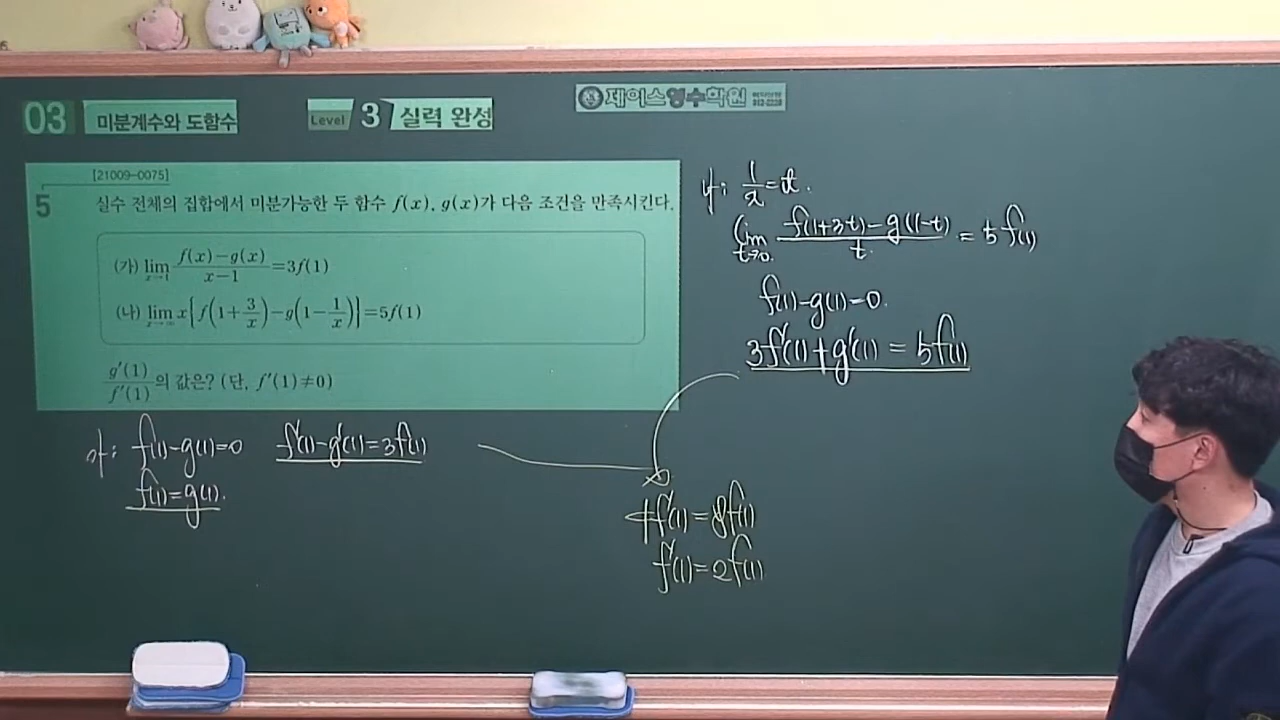 03 미분계수와 도함수 Level 3 실력 완성
제이스영수학원
[21009-0075]
5 실수 전체의 집합에서 미분가능한 두 함수 f(x), g(x)가 다음 조건을 만족시킨다.
(가) lim_{x→1} (f(x)-g(x))/(x-1) = 3f(1)
(나) lim_{x→∞} x{f(1+3/x)-g(1-1/x)} = 5f(1)
g'(1)/f'(1)의 값은? (단, f'(1)≠0)
가: f(1)-g(1)=0 f'(1)-g'(1)=3f(1)
f(1)=g(1).
나: 1/x=t.
lim_{t→0} (f(1+3t)-g(1-t))/t = 5f(1)
f(1)-g(1)=0.
3f'(1)+g'(1)=5f(1)
4f'(1)=8f(1)
f'(1)=2f(1)